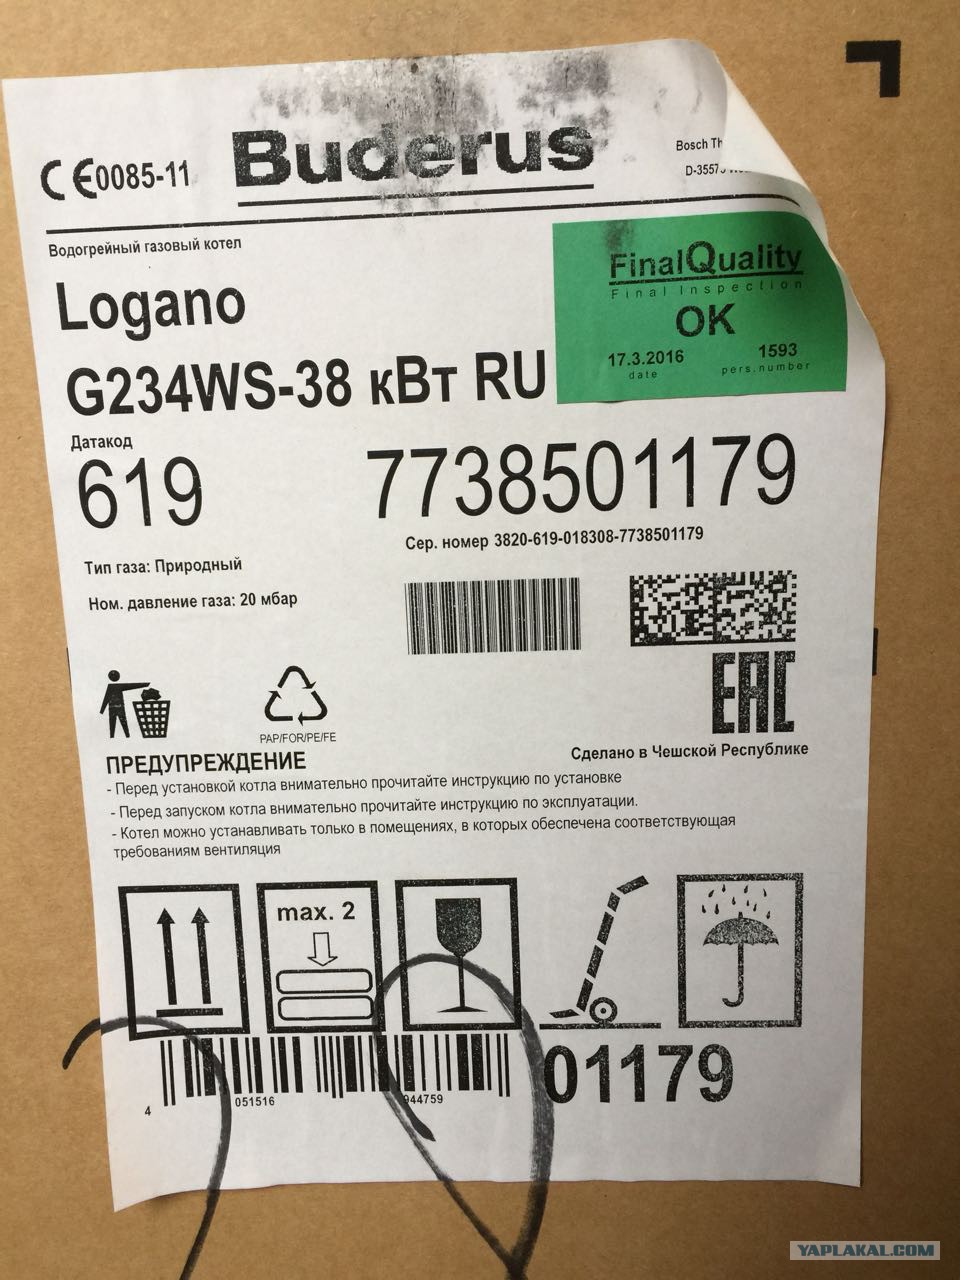 CE0085-11
Buderus
Bosch
D-3557
Водогрейный газовый котел
FinalQuality
Final Inspection
OK
17.3.2016 1593
date pers.number
Logano
G234WS-38 кВт RU
Датакод
619 7738501179
Сер. номер 3820-619-018308-7738501179
Тип газа: Природный
Ном. давление газа: 20 мбар
EAC
PAP/FOR/PE/FE
Сделано в Чешской Республике
ПРЕДУПРЕЖДЕНИЕ
- Перед установкой котла внимательно прочитайте инструкцию по установке
- Перед запуском котла внимательно прочитайте инструкцию по эксплуатации.
- Котел можно устанавливать только в помещениях, в которых обеспечена соответствующая
требованиям вентиляция
max. 2
01179
4 051516 944759
YAPLAKAL.COM